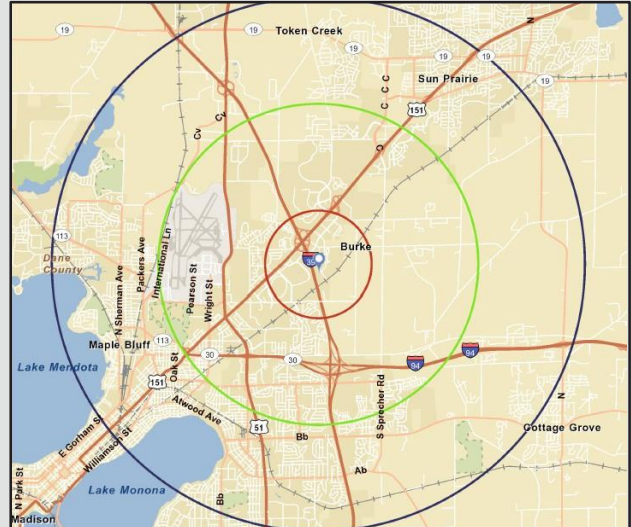 19
19
Token Creek
19
19
19
Sun Prairie
N
C
C
C
C
151
Cv
Cv
C
113
Dane
County
N Sherman Ave
Packers Ave
International Ln
Pearson St
Wright St
Burke
Maple Bluff
113
Oak St
30
30
94
94
Lake Mendota
151
Atwood Ave
51
S Sprecher Rd
N
E Gorham St
Williamson St
Bb
Cottage Grove
Ab
Lake Monona
Bb
N Park St
Madison